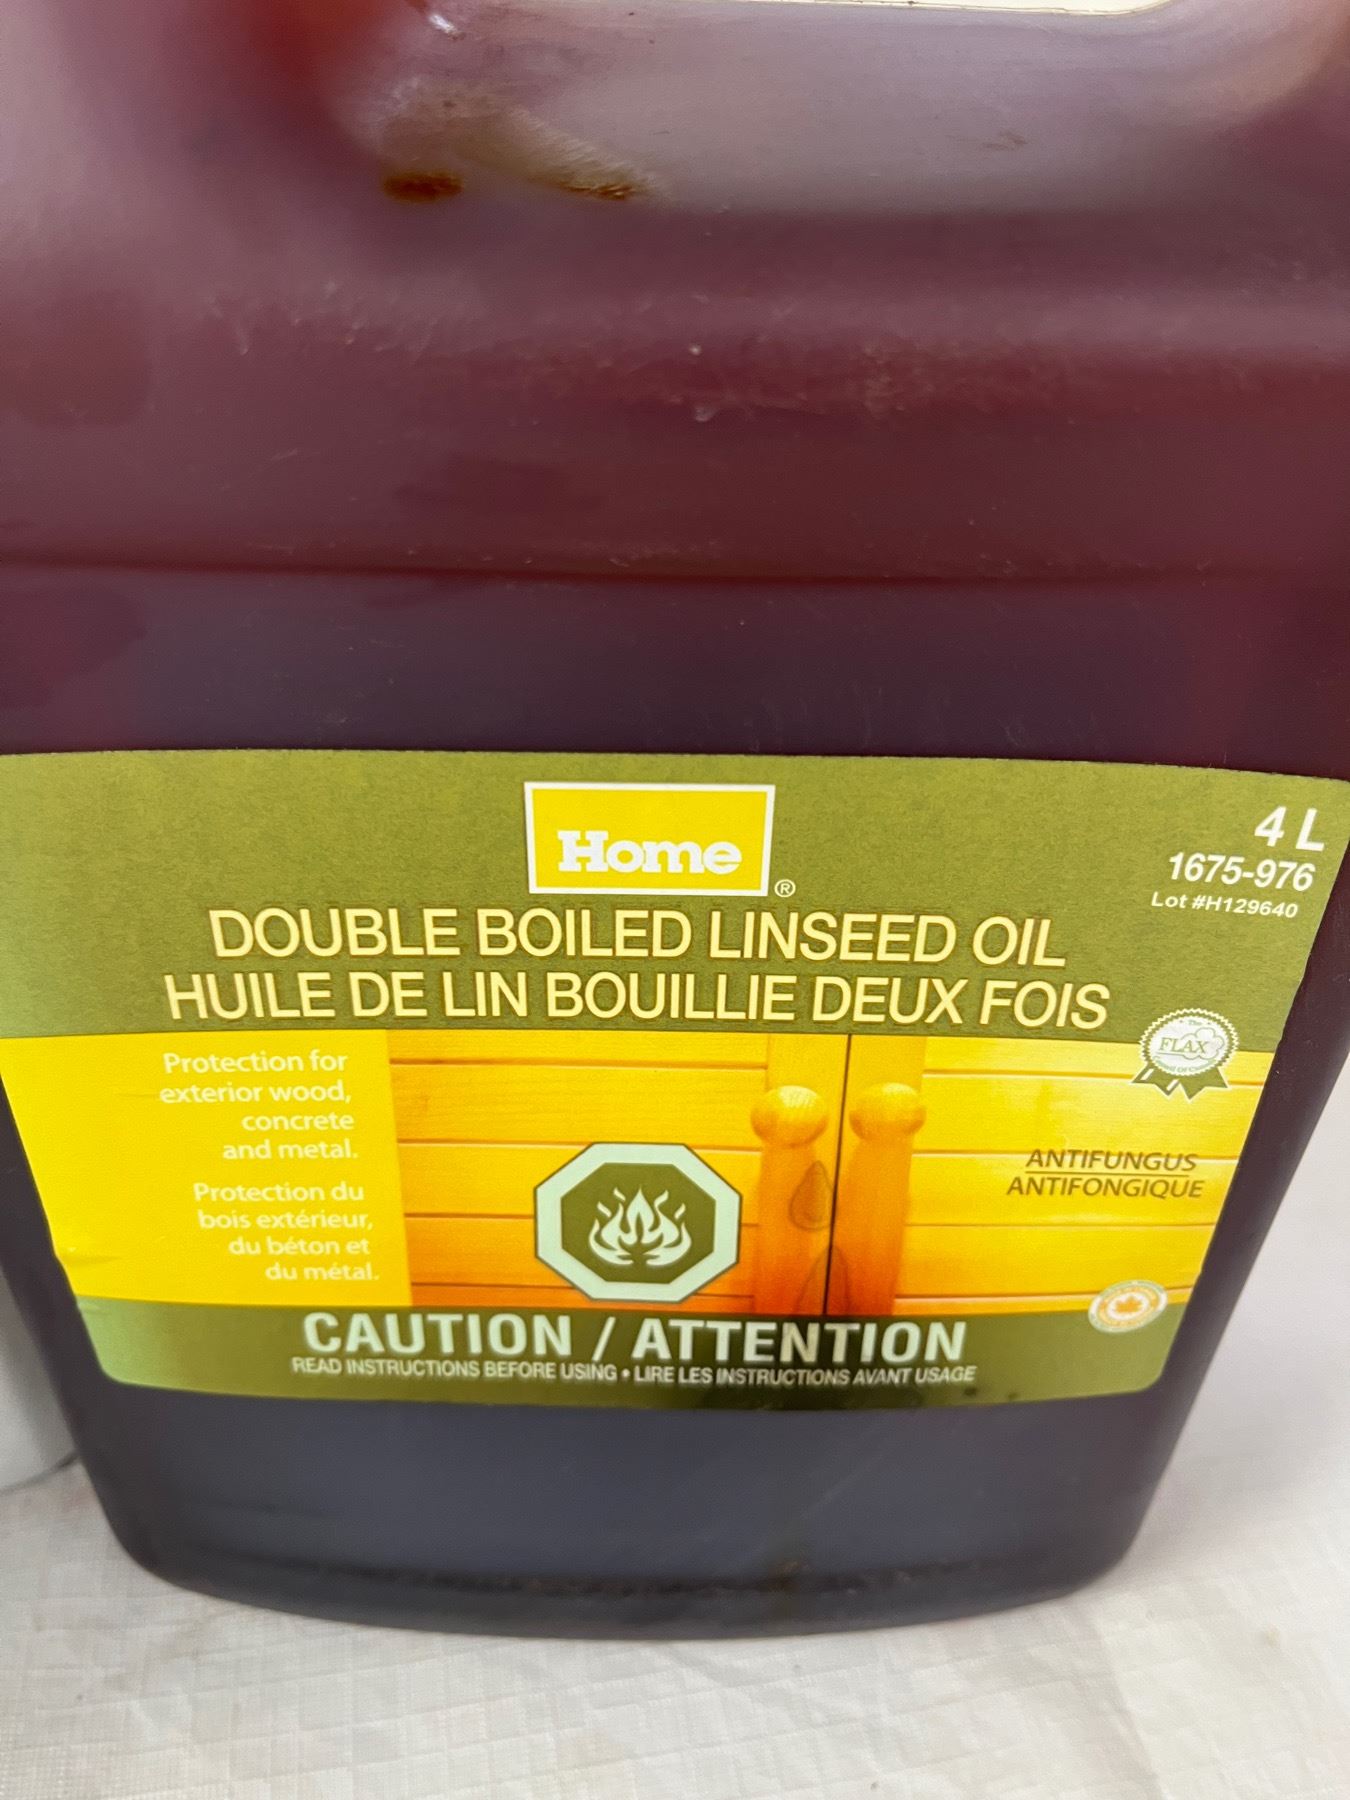 Home
®
4 L
1675-976
Lot #H129640
DOUBLE BOILED LINSEED OIL
HUILE DE LIN BOUILLIE DEUX FOIS
Protection for
exterior wood,
concrete
and metal.
Protection du
bois extérieur,
du béton et
du métal.
The
FLAX
ANTIFUNGUS
ANTIFONGIQUE
CAUTION / ATTENTION
READ INSTRUCTIONS BEFORE USING • LIRE LES INSTRUCTIONS AVANT USAGE